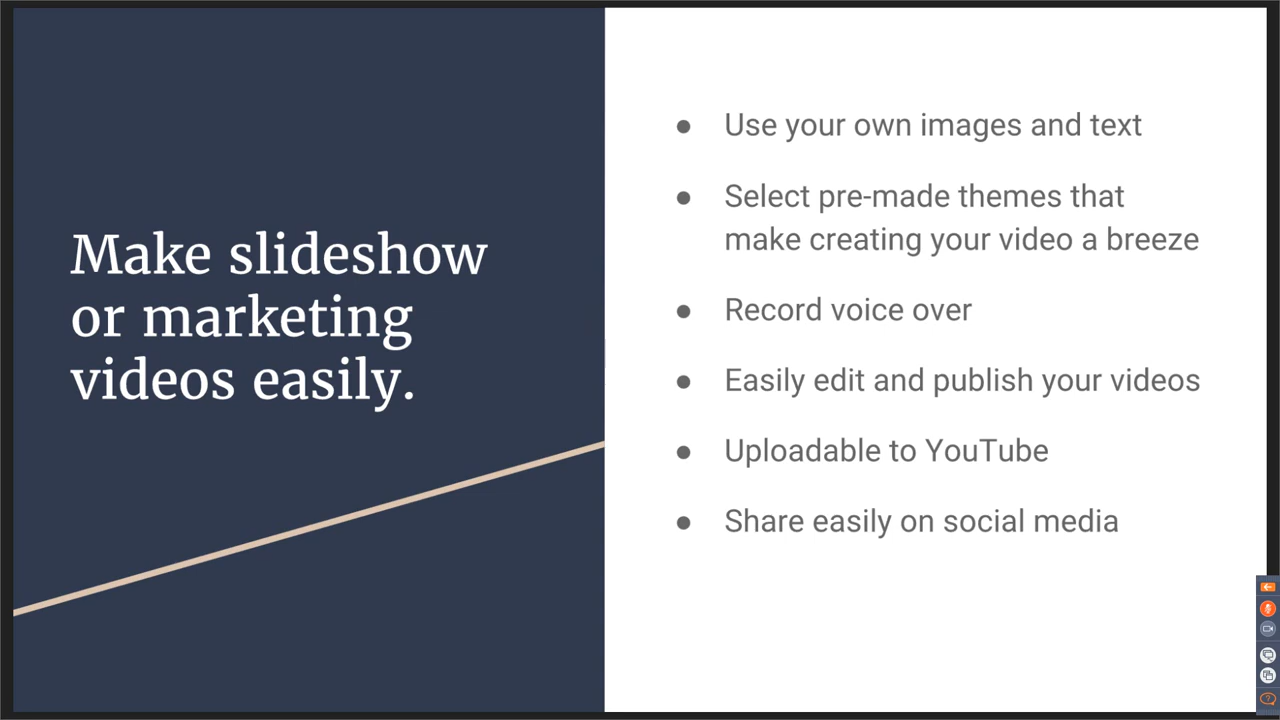 Make slideshow
or marketing
videos easily.
● Use your own images and text
● Select pre-made themes that
make creating your video a breeze
● Record voice over
● Easily edit and publish your videos
● Uploadable to YouTube
● Share easily on social media